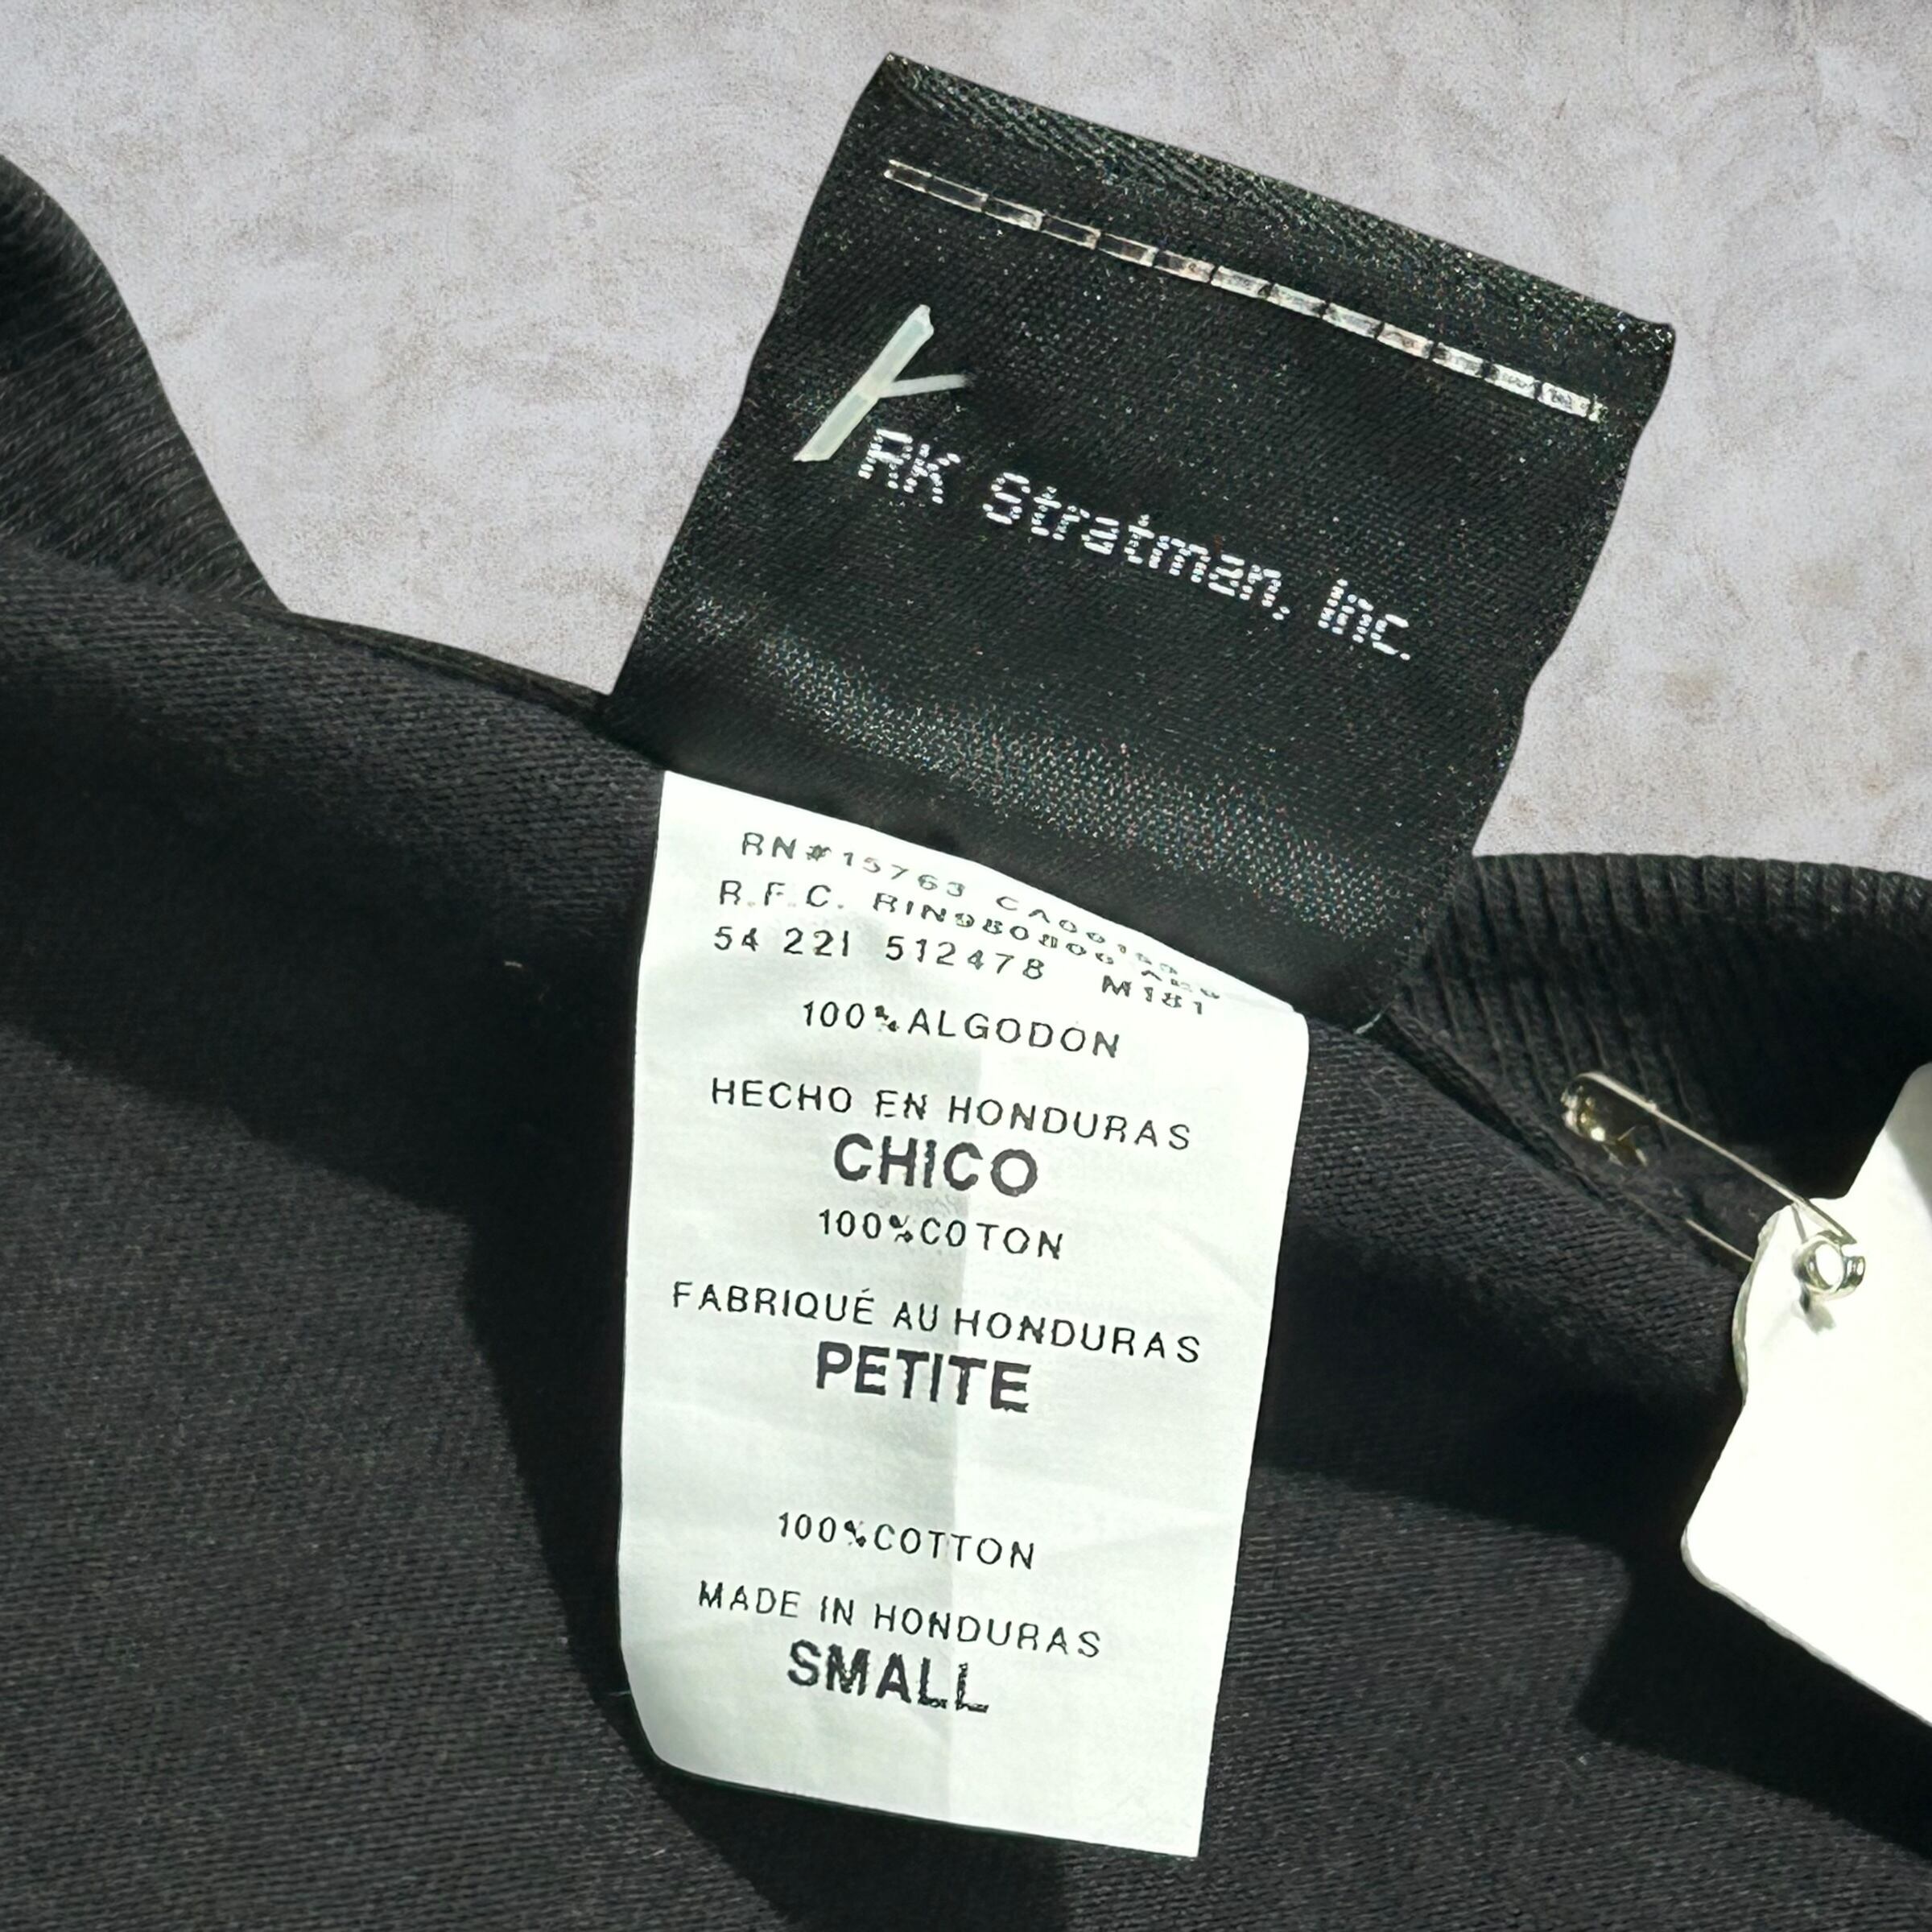 RK Stratman, Inc.
RN#15763
R.F.C.
54 221 512478 M181
100%ALGODON
HECHO EN HONDURAS
CHICO
100%COTON
FABRIQUÉ AU HONDURAS
PETITE
100%COTTON
MADE IN HONDURAS
SMALL